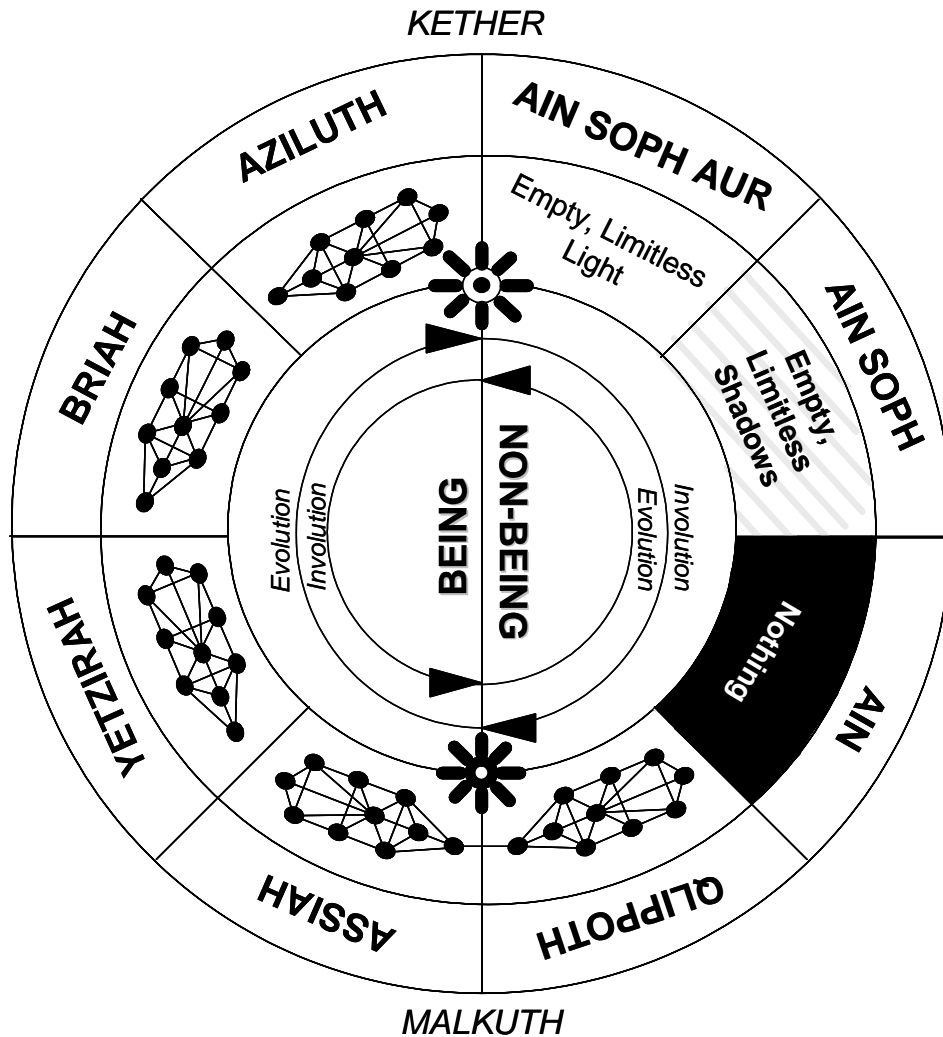 KETHER
AZILUTH
AIN SOPH AUR
Empty, Limitless
Light
BRIAH
AIN SOPH
Empty,
Limitless
Shadows
BEING
NON-BEING
Evolution
Involution
Evolution
Involution
YETZIRAH
Nothing
AIN
ASSIAH
QLIPPOTH
MALKUTH